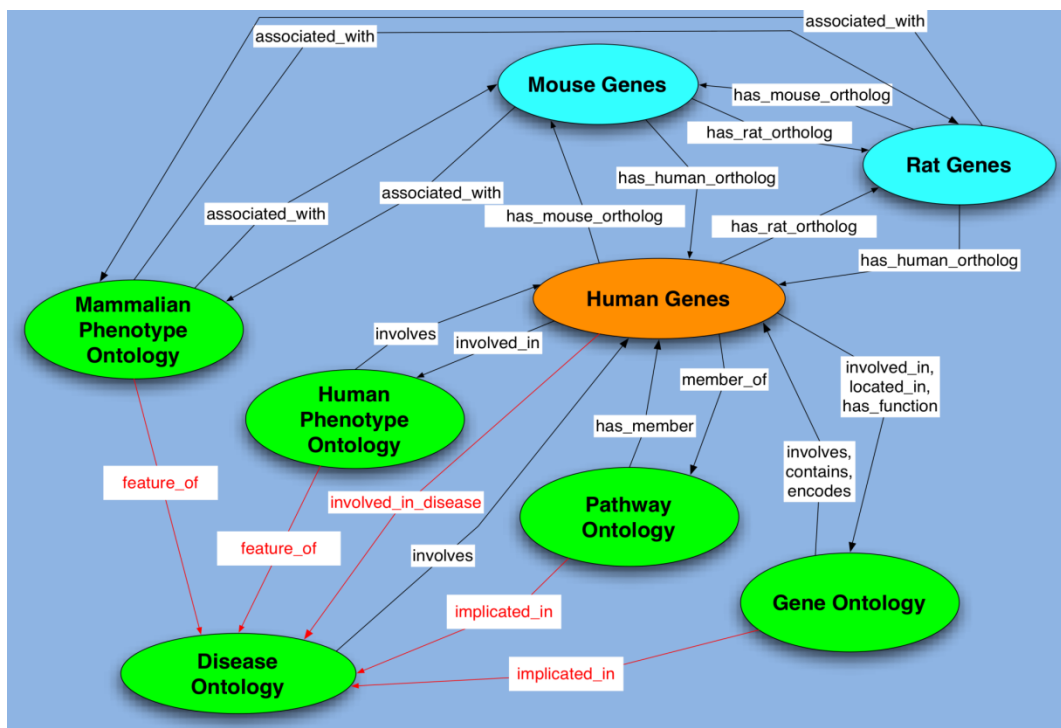 associated_with
associated_with
Mouse Genes
has_mouse_ortholog
has_rat_ortholog
Rat Genes
has_human_ortholog
associated_with
associated_with
has_mouse_ortholog
has_rat_ortholog
has_human_ortholog
Mammalian
Phenotype
Ontology
Human Genes
involves
involved_in
Human
Phenotype
Ontology
member_of
involved_in,
located_in,
has_function
has_member
involves,
contains,
encodes
feature_of
involved_in_disease
Pathway
Ontology
feature_of
involves
implicated_in
Gene Ontology
Disease
Ontology
implicated_in